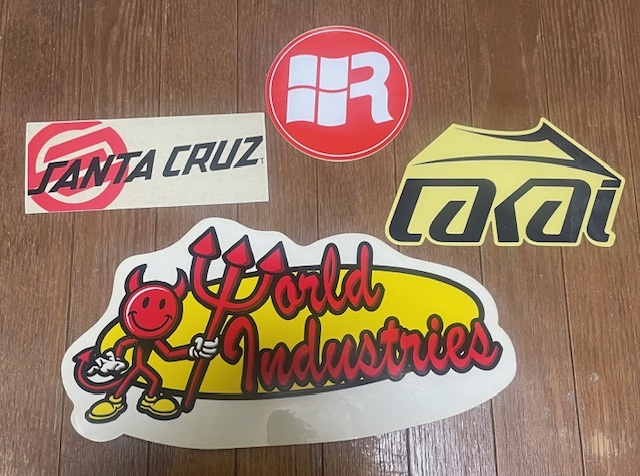 R
SANTA CRUZ
LAKAI
World
Industries